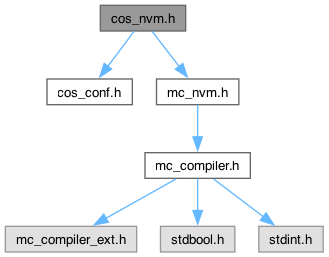 cos_nvm.h
cos_conf.h
mc_nvm.h
mc_compiler.h
mc_compiler_ext.h
stdbool.h
stdint.h